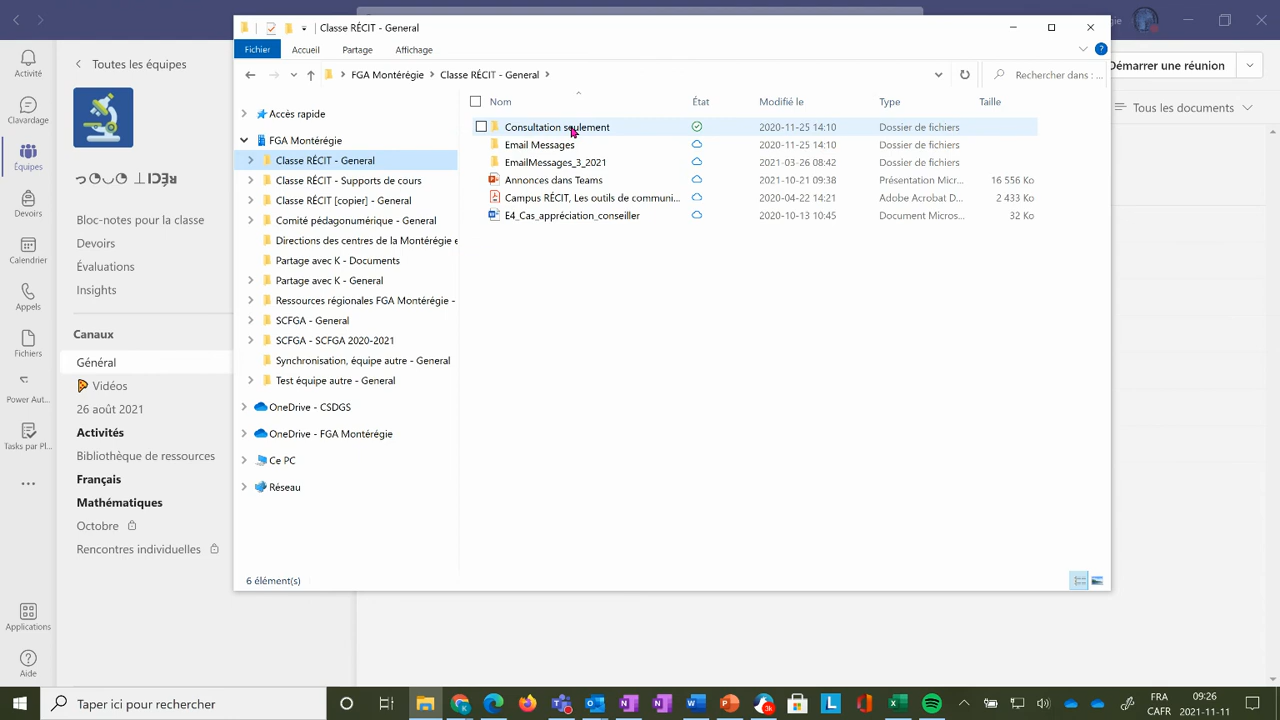 Classe RÉCIT - General
Fichier
Accueil
Partage
Affichage
FGA Montérégie
Classe RÉCIT - General
Rechercher dans : ...
Nom
État
Modifié le
Type
Taille
Consultation seulement
2020-11-25 14:10
Dossier de fichiers
Email Messages
2020-11-25 14:10
Dossier de fichiers
EmailMessages_3_2021
2021-03-26 08:42
Dossier de fichiers
Annonces dans Teams
2021-10-21 09:38
Présentation Micr...
16 556 Ko
Campus RÉCIT, Les outils de communi...
2020-04-22 14:21
Adobe Acrobat D...
2 433 Ko
E4_Cas_appréciation_conseiller
2020-10-13 10:45
Document Micros...
32 Ko
Accès rapide
FGA Montérégie
Classe RÉCIT - General
Classe RÉCIT - Supports de cours
Classe RÉCIT [copier] - General
Comité pédagonumérique - General
Directions des centres de la Montérégie e
Partage avec K - Documents
Partage avec K - General
Ressources régionales FGA Montérégie -
SCFGA - General
SCFGA - SCFGA 2020-2021
Synchronisation, équipe autre - General
Test équipe autre - General
OneDrive - CSDGS
OneDrive - FGA Montérégie
Ce PC
Réseau
6 élément(s)
Activité
Clavardage
Équipes
Devoirs
Calendrier
Appels
Fichiers
Power Aut...
Tasks par Pl...
Applications
Aide
Toutes les équipes
Bloc-notes pour la classe
Devoirs
Évaluations
Insights
Canaux
Général
Vidéos
26 août 2021
Activités
Bibliothèque de ressources
Français
Mathématiques
Octobre
Rencontres individuelles
Démarrer une réunion
Tous les documents
Taper ici pour rechercher
FRA
CAFR
09:26
2021-11-11